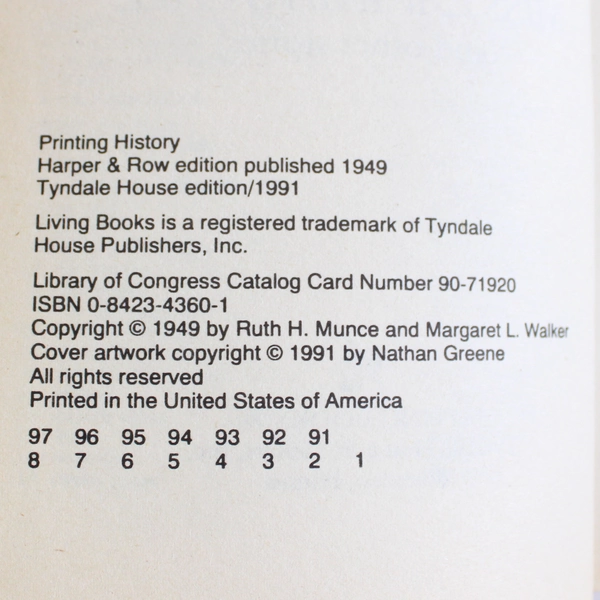 Printing History
Harper & Row edition published 1949
Tyndale House edition/1991
Living Books is a registered trademark of Tyndale
House Publishers, Inc.
Library of Congress Catalog Card Number 90-71920
ISBN 0-8423-4360-1
Copyright © 1949 by Ruth H. Munce and Margaret L. Walker
Cover artwork copyright © 1991 by Nathan Greene
All rights reserved
Printed in the United States of America
97 96 95 94 93 92 91
8 7 6 5 4 3 2 1